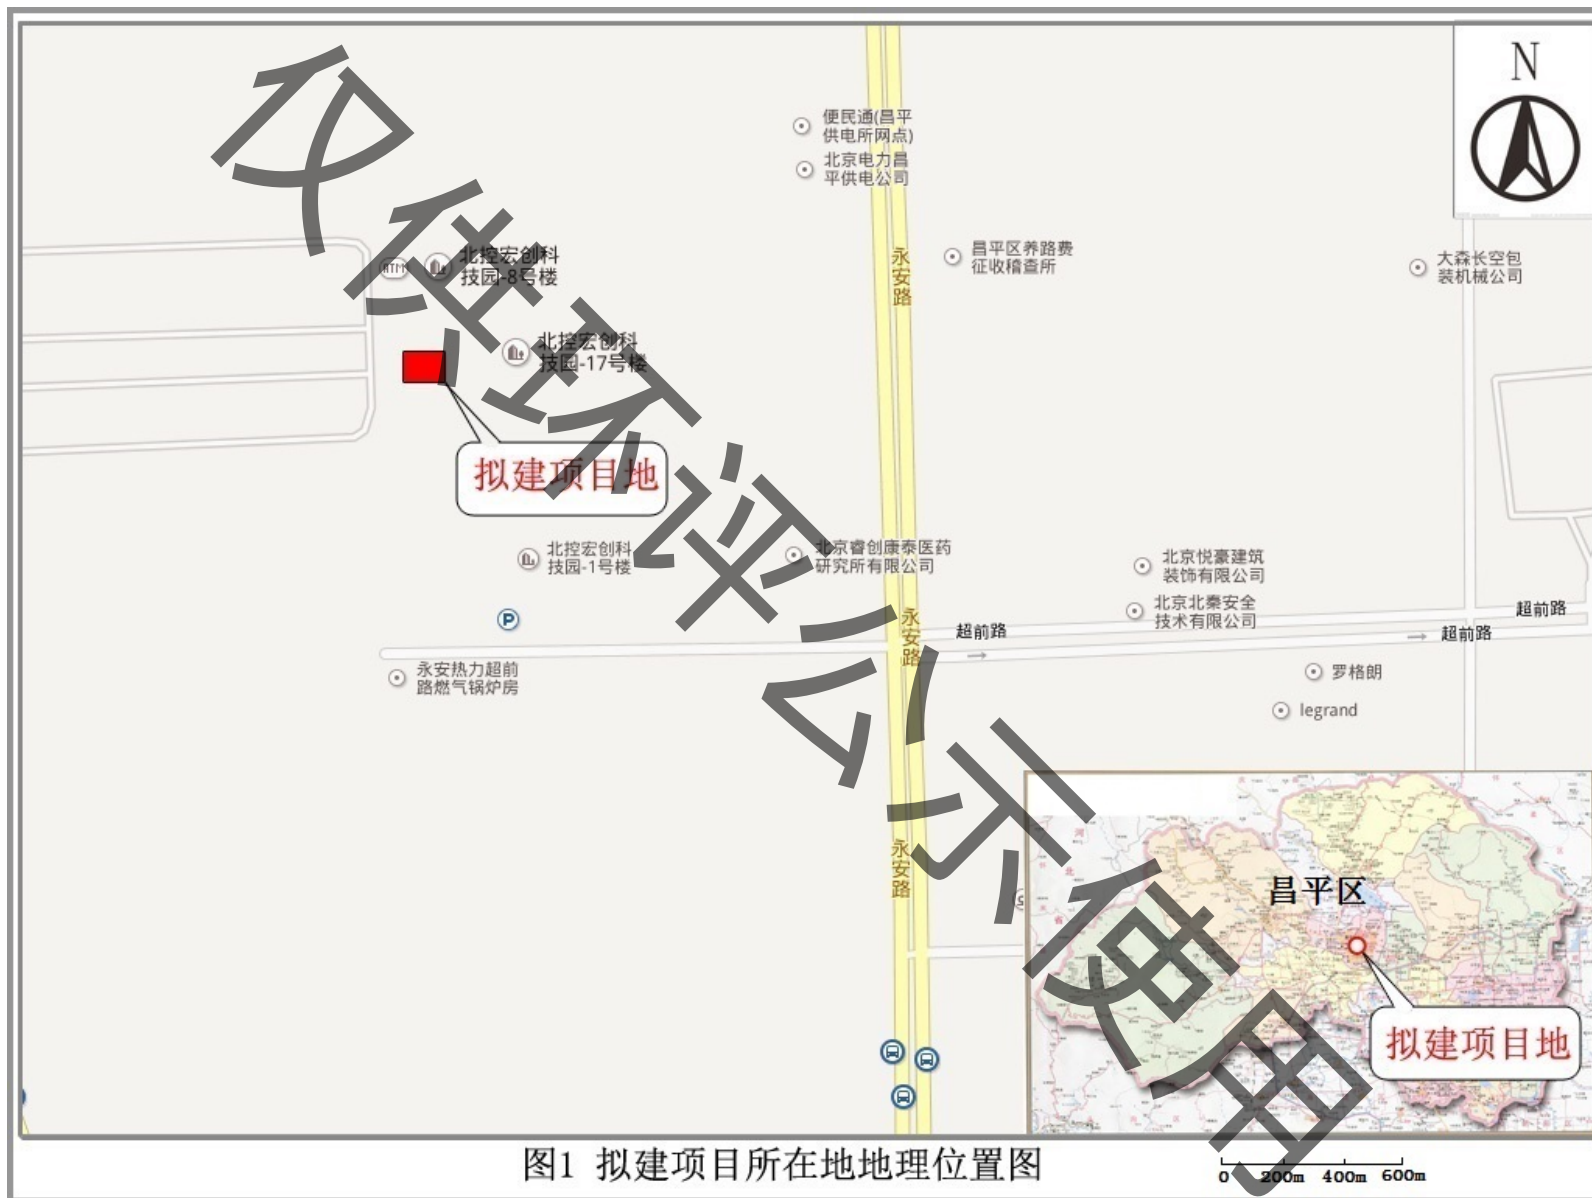 N
便民通(昌平
供电所网点)
北京电力昌
平供电公司
永安路
昌平区养路费
征收稽查所
大森长空包
装机械公司
ATM
北控宏创科
技园-8号楼
北控宏创科
技园-17号楼
拟建项目地
北控宏创科
技园-1号楼
北京睿创康泰医药
研究所有限公司
北京悦豪建筑
装饰有限公司
北京北秦安全
技术有限公司
P
永安路
超前路
超前路
超前路
永安热力超前
路燃气锅炉房
罗格朗
legrand
永安路
昌平区
拟建项目地
仅供环评公示使用
图1 拟建项目所在地地理位置图
0 200m 400m 600m